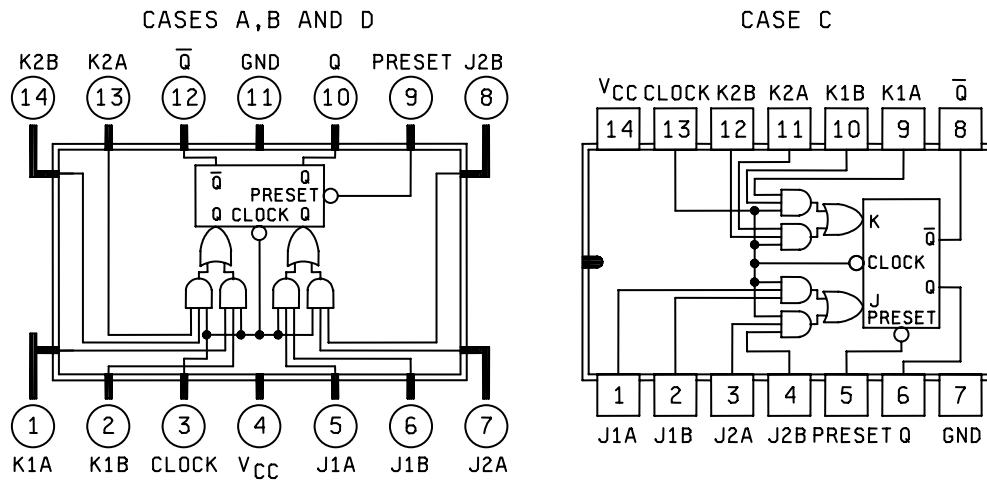 CASES A,B AND D
K2B K2A Q̅ GND Q PRESET J2B
14 13 12 11 10 9 8
Q̅ Q
PRESET
Q CLOCK Q
1 2 3 4 5 6 7
K1A K1B CLOCK VCC J1A J1B J2A
CASE C
VCC CLOCK K2B K2A K1B K1A Q̅
14 13 12 11 10 9 8
K
Q̅
CLOCK
Q
J
PRESET
1 2 3 4 5 6 7
J1A J1B J2A J2B PRESET Q GND